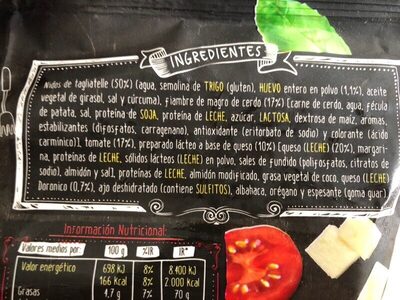 INGREDIENTES
Nidos de tagliatelle (50%) (agua, semolina de TRIGO (gluten), HUEVO entero en polvo (1,1%), aceite
vegetal de girasol, sal y cúrcuma), fiambre de magro de cerdo (17%) [carne de cerdo, agua, fécula
de patata, sal, proteína de SOJA, proteína de LECHE, azúcar, LACTOSA, dextrosa de maíz, aromas,
estabilizantes (difosfatos, carragenano), antioxidante (eritorbato de sodio) y colorante (ácido
carmínico)], tomate (17%), preparado lácteo a base de queso (10%) [queso (LECHE) (20%), margari-
na, proteínas de LECHE, sólidos lácteos (LECHE) en polvo, sales de fundido (polifosfatos, citratos de
sodio), almidón y sal], proteínas de LECHE, almidón modificado, grasa vegetal de coco, queso (LECHE)
Doronico (0,7%), ajo deshidratado (contiene SULFITOS), albahaca, orégano y espesante (goma guar)
Información Nutricional:
Valores medios por: 100 g %IR IR*
Valor energético 698 kJ 8% 8.400 kJ
166 kcal 8% 2.000 kcal
Grasas 4,7 g 7% 70 g